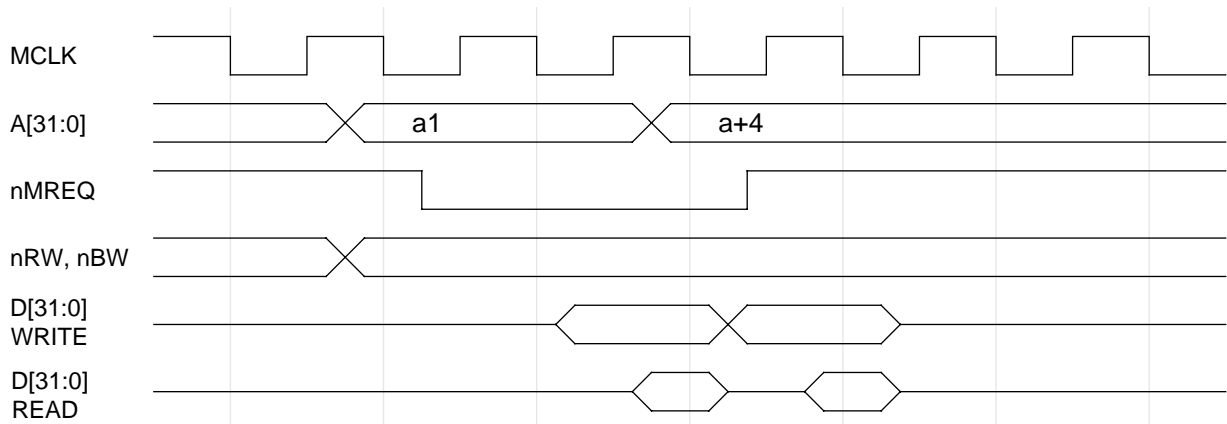 MCLK
A[31:0] a1 a+4
nMREQ
nRW, nBW
D[31:0]
WRITE
D[31:0]
READ